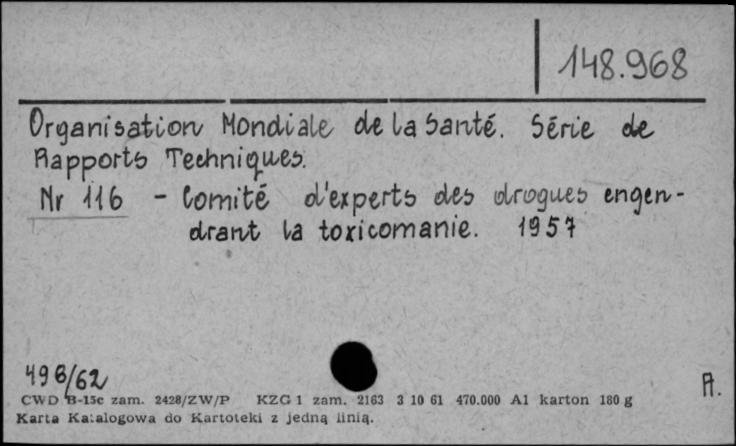 148.968
Organisation Mondiale de la Santé. Série de
Rapports Techniques.
Nr 116 - Comité d'experts des drogues engen-
drant la toxicomanie. 1957
496/62
A.
CWD B-15c zam. 2428/ZW/P KZG 1 zam. 2163 3 10 61 470.000 A1 karton 180 g
Karta Katalogowa do Kartoteki z jedną linią.